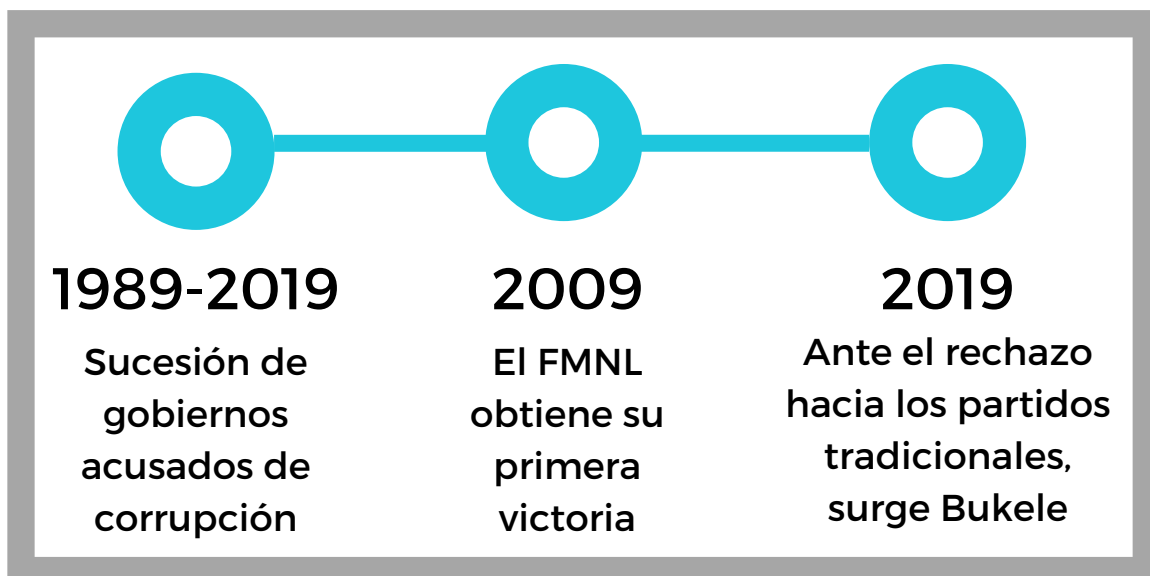 1989-2019
Sucesión de
gobiernos
acusados de
corrupción
2009
El FMNL
obtiene su
primera
victoria
2019
Ante el rechazo
hacia los partidos
tradicionales,
surge Bukele